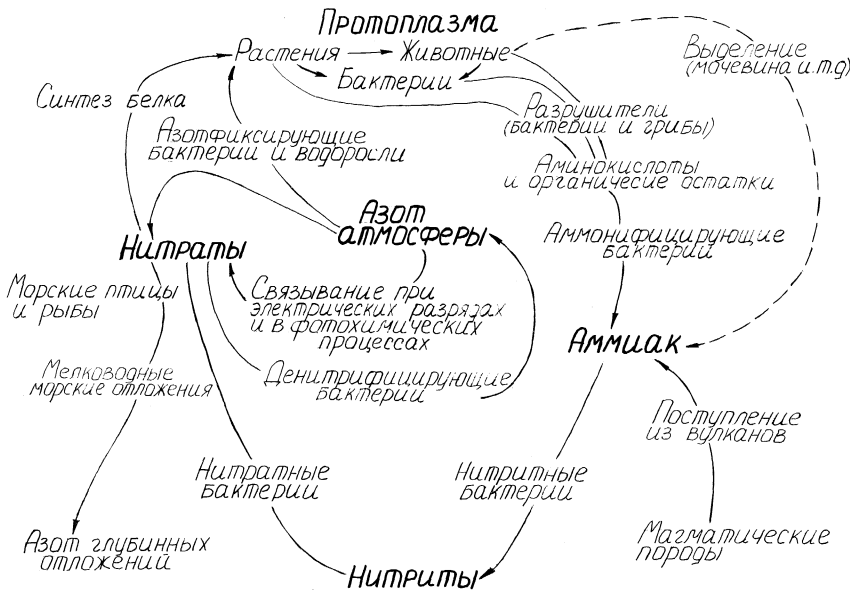 Протоплазма
Растения
Животные
Бактерии
Выделение
(мочевина и.т.д)
Синтез белка
Разрушители
(бактерии и грибы)
Азотфиксирующие
бактерии и водоросли
Аминокислоты
и органичесие остатки
Азот
атмосферы
Нитраты
Аммонифицирующие
бактерии
Морские птицы
и рыбы
Связывание при
электрических разрядах
и в фотохимических
процессах
Аммиак
Мелководные
морские отложения
Денитрифицирующие
бактерии
Поступление
из вулканов
Нитратные
бактерии
Нитритные
бактерии
Азот глубинных
отложений
Магматические
породы
Нитриты